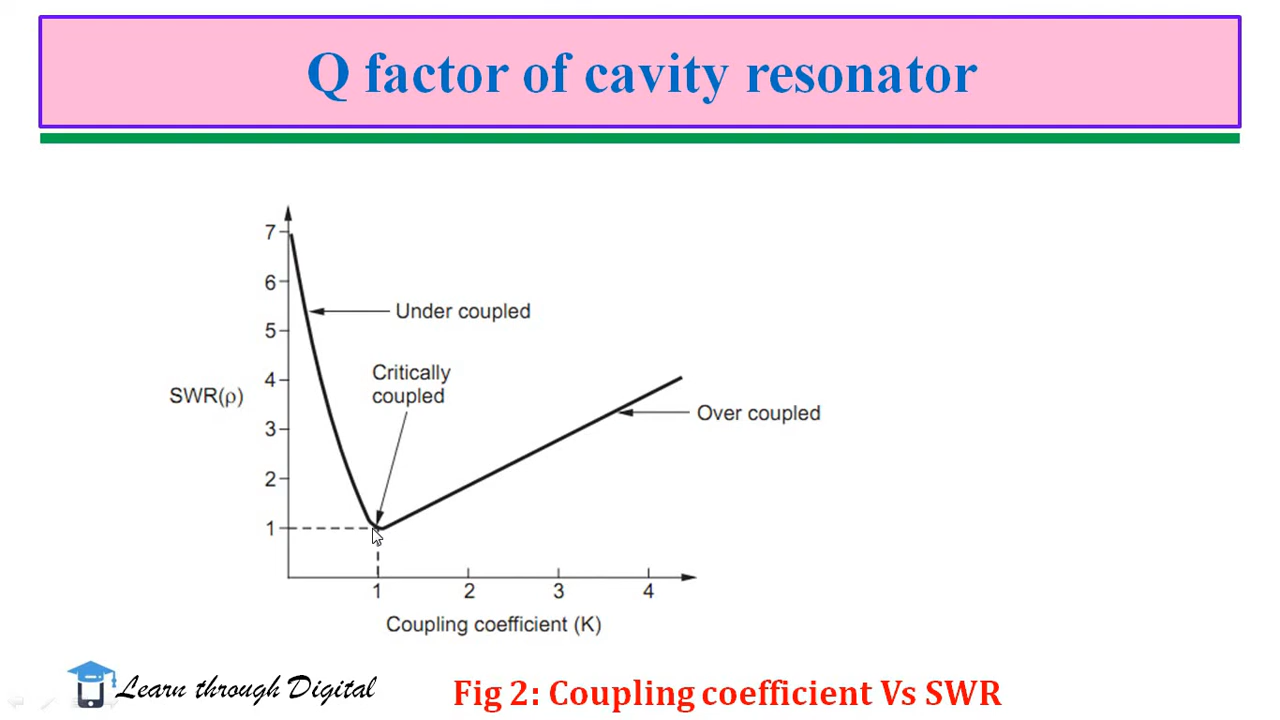 Q factor of cavity resonator
7
6
5
4
3
2
1
SWR(ρ)
Under coupled
Critically
coupled
Over coupled
1 2 3 4
Coupling coefficient (K)
Learn through Digital
Fig 2: Coupling coefficient Vs SWR